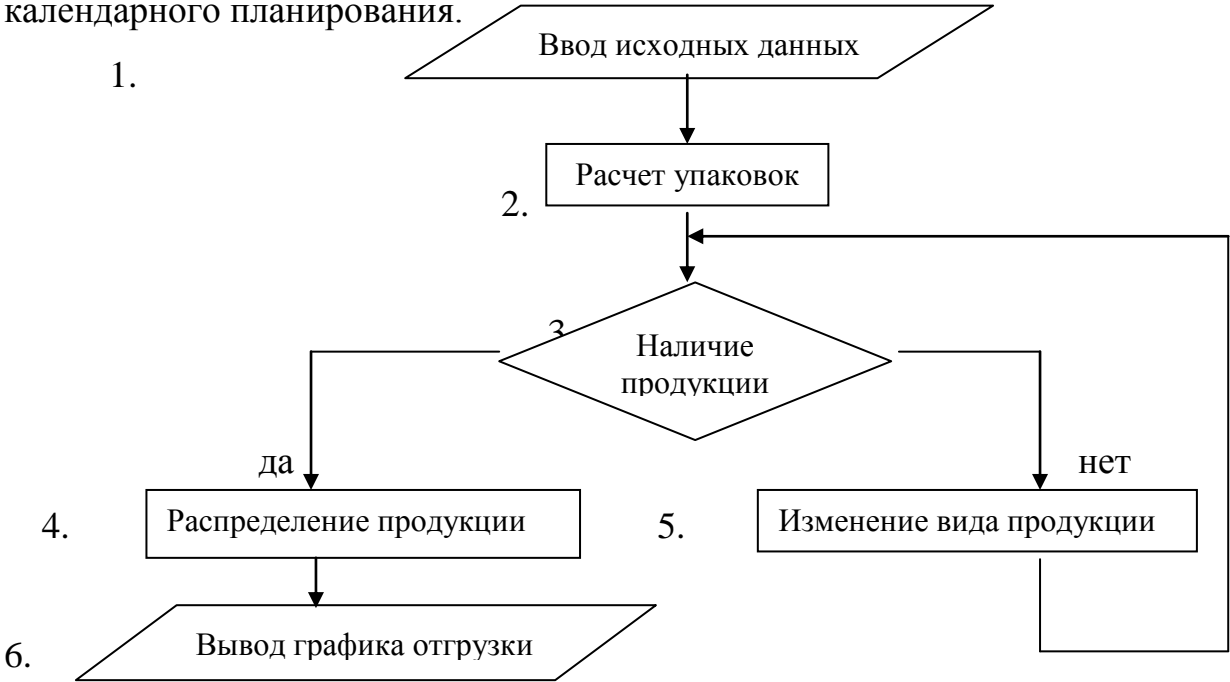 календарного планирования.
Ввод исходных данных
1.
Расчет упаковок
2.
3
Наличие
продукции
да
нет
4.
Распределение продукции
5.
Изменение вида продукции
Вывод графика отгрузки
6.